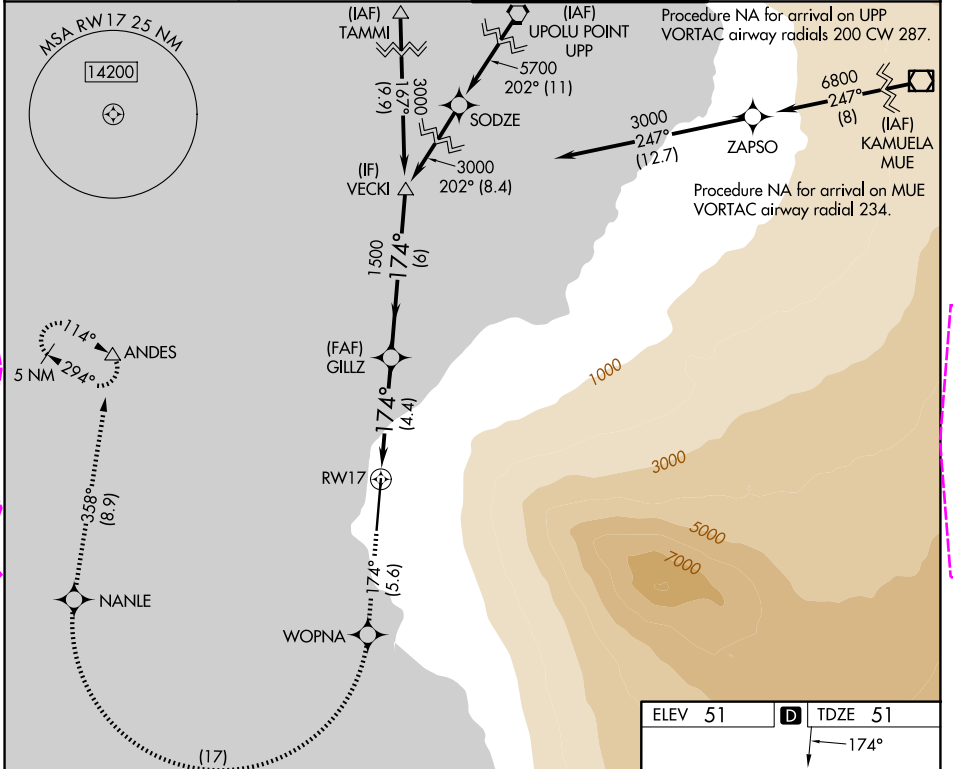 MSA RW17 25 NM
14200
(IAF)
TAMMI
3000
167°
(9.9)
(IAF)
UPOLU POINT
UPP
5700
202° (11)
SODZE
3000
202° (8.4)
Procedure NA for arrival on UPP
VORTAC airway radials 200 CW 287.
6800
247°
(8)
(IAF)
KAMUELA
MUE
3000
247°
(12.7)
ZAPSO
Procedure NA for arrival on MUE
VORTAC airway radial 234.
(IF)
VECKI
1500
174°
(6)
(FAF)
GILLZ
174°
(4.4)
RW17
114°
294°
5 NM
ANDES
358°
(8.9)
NANLE
174°
(5.6)
WOPNA
(17)
1000
3000
5000
7000
ELEV 51
D
TDZE 51
174°